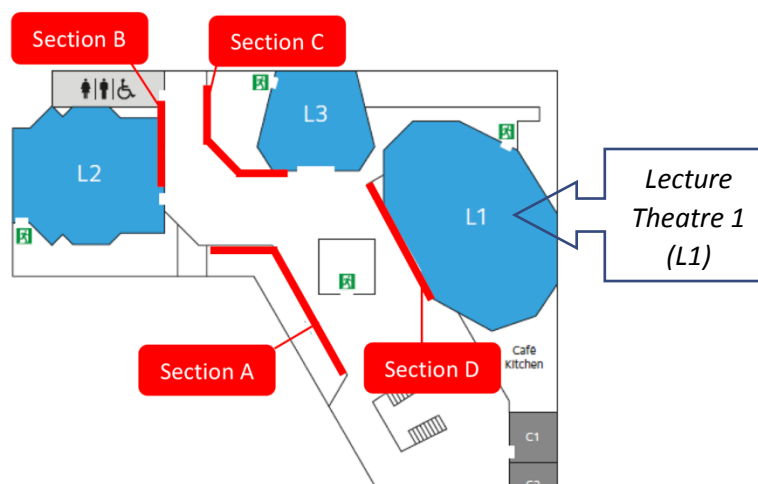 Section B
Section C
L3
L2
L1
Lecture
Theatre 1
(L1)
Section A
Section D
Café
Kitchen
C1